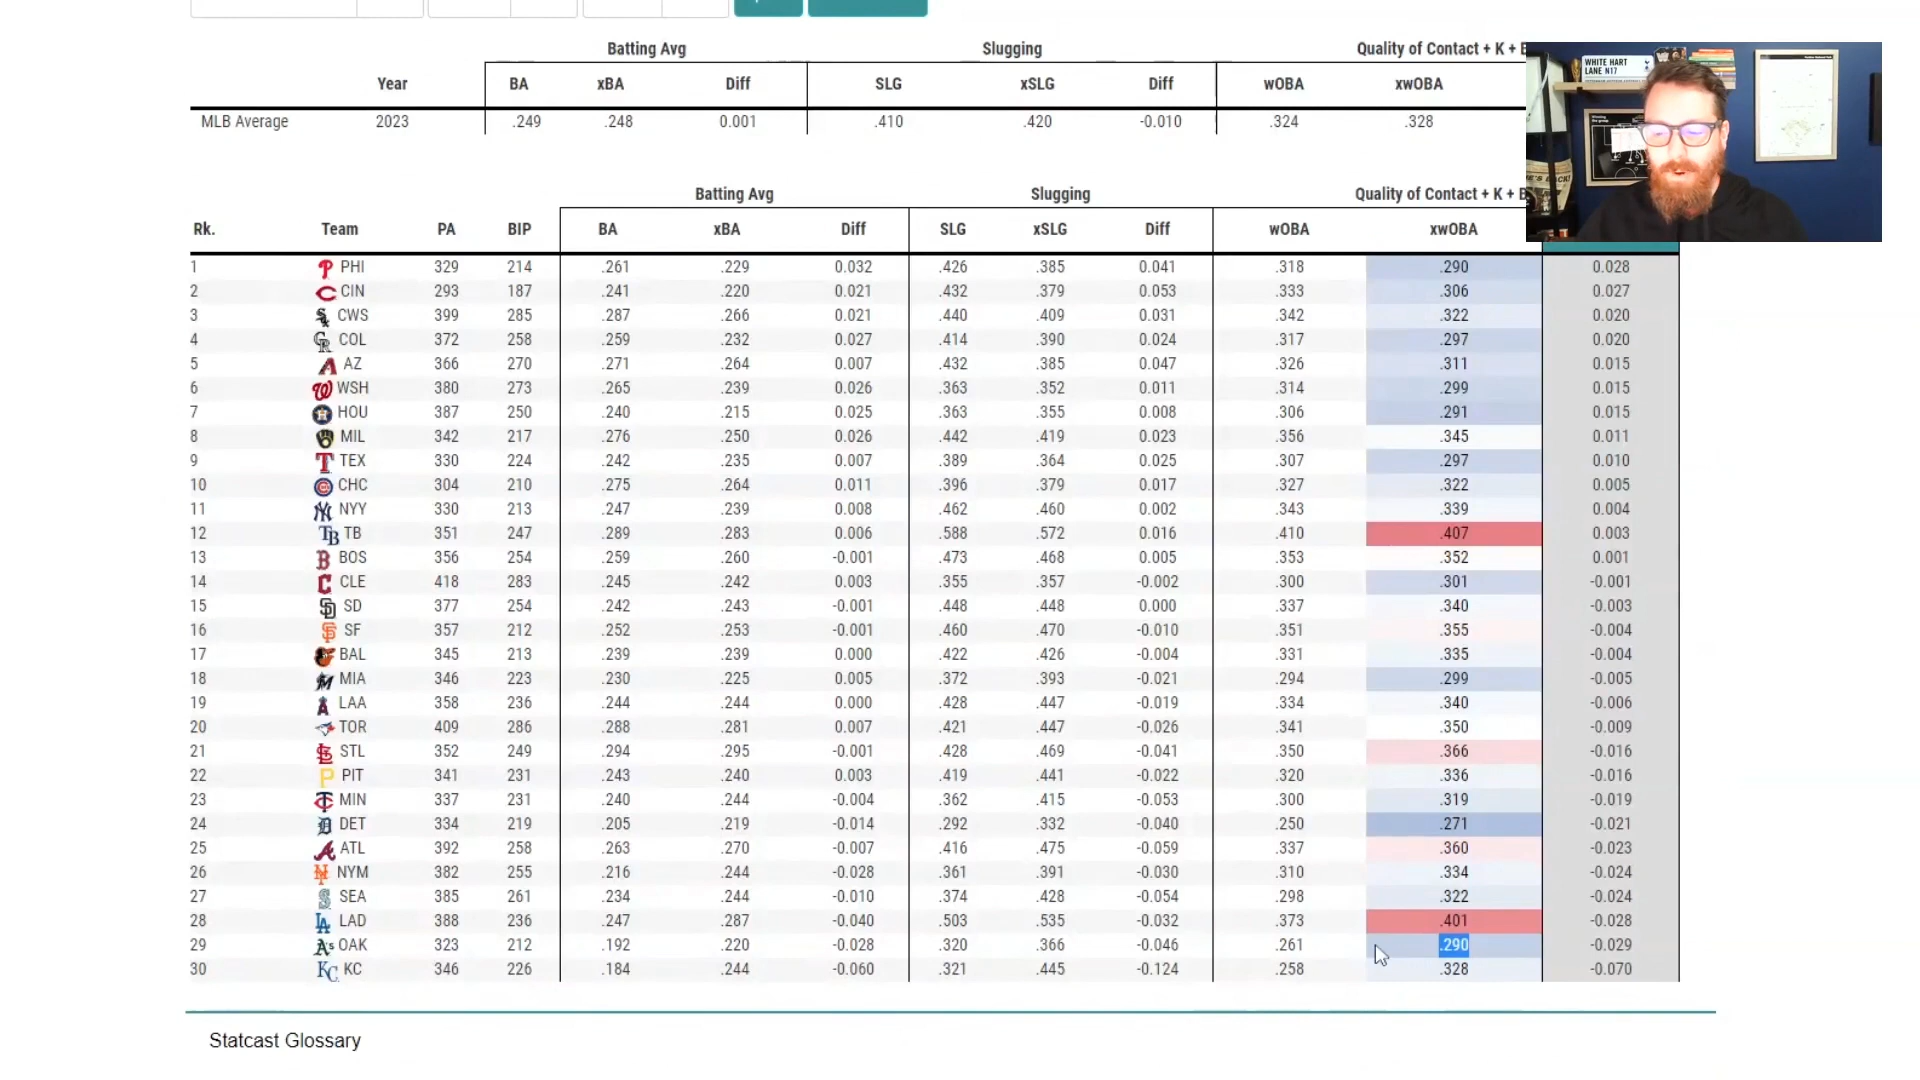 Batting Avg Slugging Quality of Contact + K + B
Year BA xBA Diff SLG xSLG Diff wOBA xwOBA
MLB Average 2023 .249 .248 0.001 .410 .420 -0.010 .324 .328
WHITE HART
LANE N17
Batting Avg Slugging Quality of Contact + K + B
Rk. Team PA BIP BA xBA Diff SLG xSLG Diff wOBA xwOBA
1 PHI 329 214 .261 .229 0.032 .426 .385 0.041 .318 .290 0.028
2 CIN 293 187 .241 .220 0.021 .432 .379 0.053 .333 .306 0.027
3 CWS 399 285 .287 .266 0.021 .440 .409 0.031 .342 .322 0.020
4 COL 372 258 .259 .232 0.027 .414 .390 0.024 .317 .297 0.020
5 AZ 366 270 .271 .264 0.007 .432 .385 0.047 .326 .311 0.015
6 WSH 380 273 .265 .239 0.026 .363 .352 0.011 .314 .299 0.015
7 HOU 387 250 .240 .215 0.025 .363 .355 0.008 .306 .291 0.015
8 MIL 342 217 .276 .250 0.026 .442 .419 0.023 .356 .345 0.011
9 TEX 330 224 .242 .235 0.007 .389 .364 0.025 .307 .297 0.010
10 CHC 304 210 .275 .264 0.011 .396 .379 0.017 .327 .322 0.005
11 NYY 330 213 .247 .239 0.008 .462 .460 0.002 .343 .339 0.004
12 TB 351 247 .289 .283 0.006 .588 .572 0.016 .410 .407 0.003
13 BOS 356 254 .259 .260 -0.001 .473 .468 0.005 .353 .352 0.001
14 CLE 418 283 .245 .242 0.003 .355 .357 -0.002 .300 .301 -0.001
15 SD 377 254 .242 .243 -0.001 .448 .448 0.000 .337 .340 -0.003
16 SF 357 212 .252 .253 -0.001 .460 .470 -0.010 .351 .355 -0.004
17 BAL 345 213 .239 .239 0.000 .422 .426 -0.004 .331 .335 -0.004
18 MIA 346 223 .230 .225 0.005 .372 .393 -0.021 .294 .299 -0.005
19 LAA 358 236 .244 .244 0.000 .428 .447 -0.019 .334 .340 -0.006
20 TOR 409 286 .288 .281 0.007 .421 .447 -0.026 .341 .350 -0.009
21 STL 352 249 .294 .295 -0.001 .428 .469 -0.041 .350 .366 -0.016
22 PIT 341 231 .243 .240 0.003 .419 .441 -0.022 .320 .336 -0.016
23 MIN 337 231 .240 .244 -0.004 .362 .415 -0.053 .300 .319 -0.019
24 DET 334 219 .205 .219 -0.014 .292 .332 -0.040 .250 .271 -0.021
25 ATL 392 258 .263 .270 -0.007 .416 .475 -0.059 .337 .360 -0.023
26 NYM 382 255 .216 .244 -0.028 .361 .391 -0.030 .310 .334 -0.024
27 SEA 385 261 .234 .244 -0.010 .374 .428 -0.054 .298 .322 -0.024
28 LAD 388 236 .247 .287 -0.040 .503 .535 -0.032 .373 .401 -0.028
29 OAK 323 212 .192 .220 -0.028 .320 .366 -0.046 .261 .290 -0.029
30 KC 346 226 .184 .244 -0.060 .321 .445 -0.124 .258 .328 -0.070
Statcast Glossary